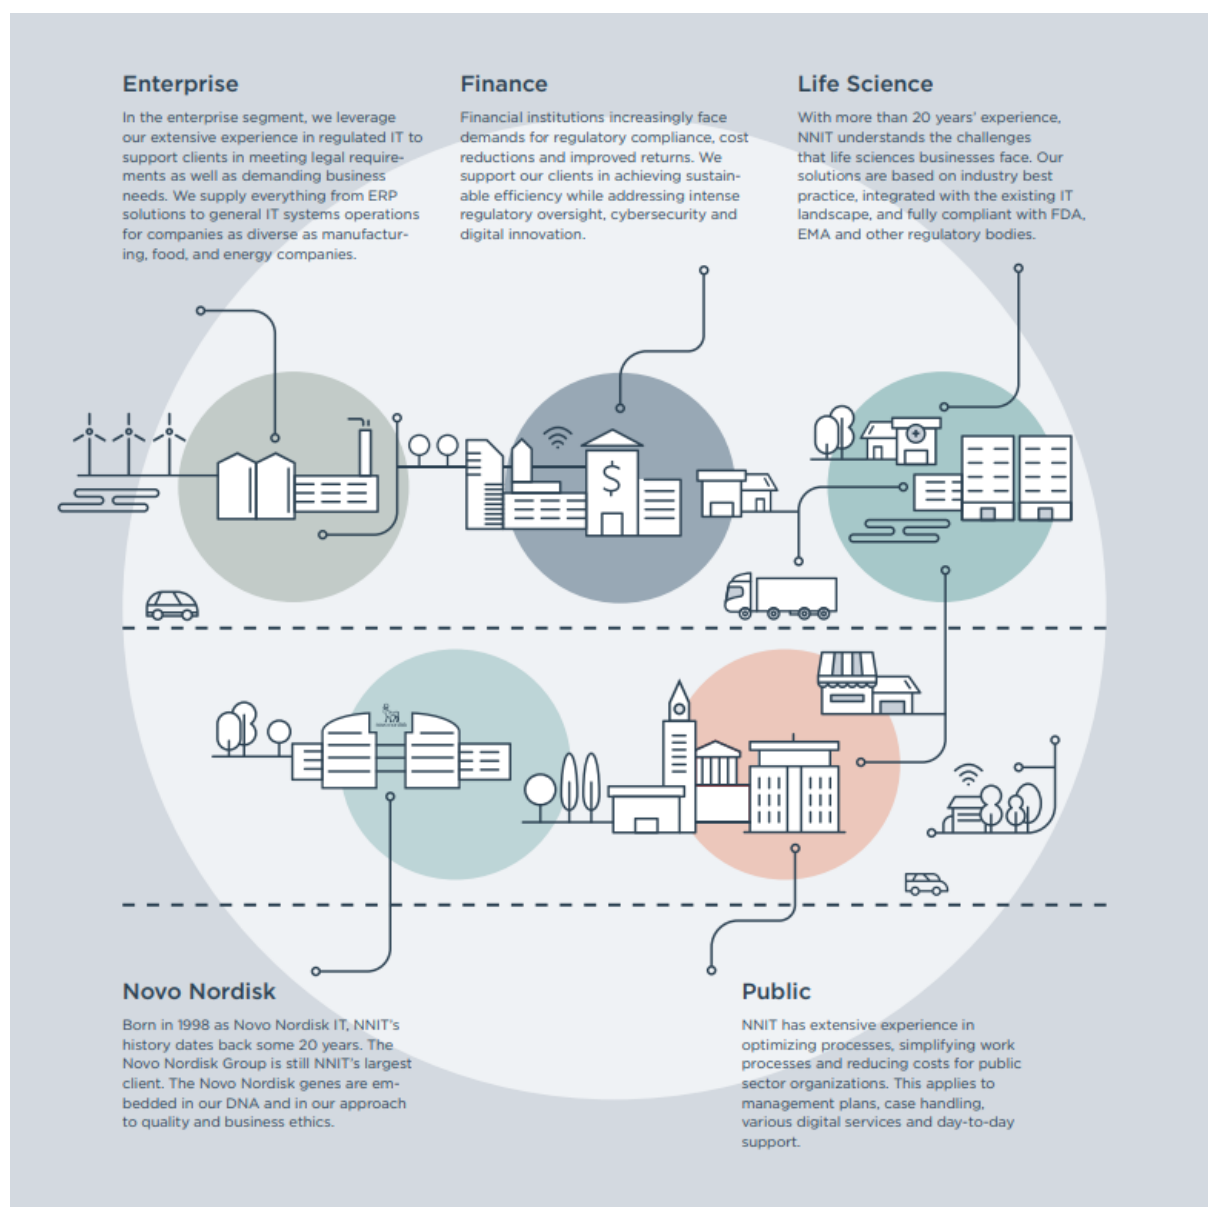 Enterprise
In the enterprise segment, we leverage
our extensive experience in regulated IT to
support clients in meeting legal require-
ments as well as demanding business
needs. We supply everything from ERP
solutions to general IT systems operations
for companies as diverse as manufactur-
ing, food, and energy companies.
Finance
Financial institutions increasingly face
demands for regulatory compliance, cost
reductions and improved returns. We
support our clients in achieving sustain-
able efficiency while addressing intense
regulatory oversight, cybersecurity and
digital innovation.
Life Science
With more than 20 years' experience,
NNIT understands the challenges
that life sciences businesses face. Our
solutions are based on industry best
practice, integrated with the existing IT
landscape, and fully compliant with FDA,
EMA and other regulatory bodies.
$
Novo Nordisk
Born in 1998 as Novo Nordisk IT, NNIT's
history dates back some 20 years. The
Novo Nordisk Group is still NNIT's largest
client. The Novo Nordisk genes are em-
bedded in our DNA and in our approach
to quality and business ethics.
Public
NNIT has extensive experience in
optimizing processes, simplifying work
processes and reducing costs for public
sector organizations. This applies to
management plans, case handling,
various digital services and day-to-day
support.